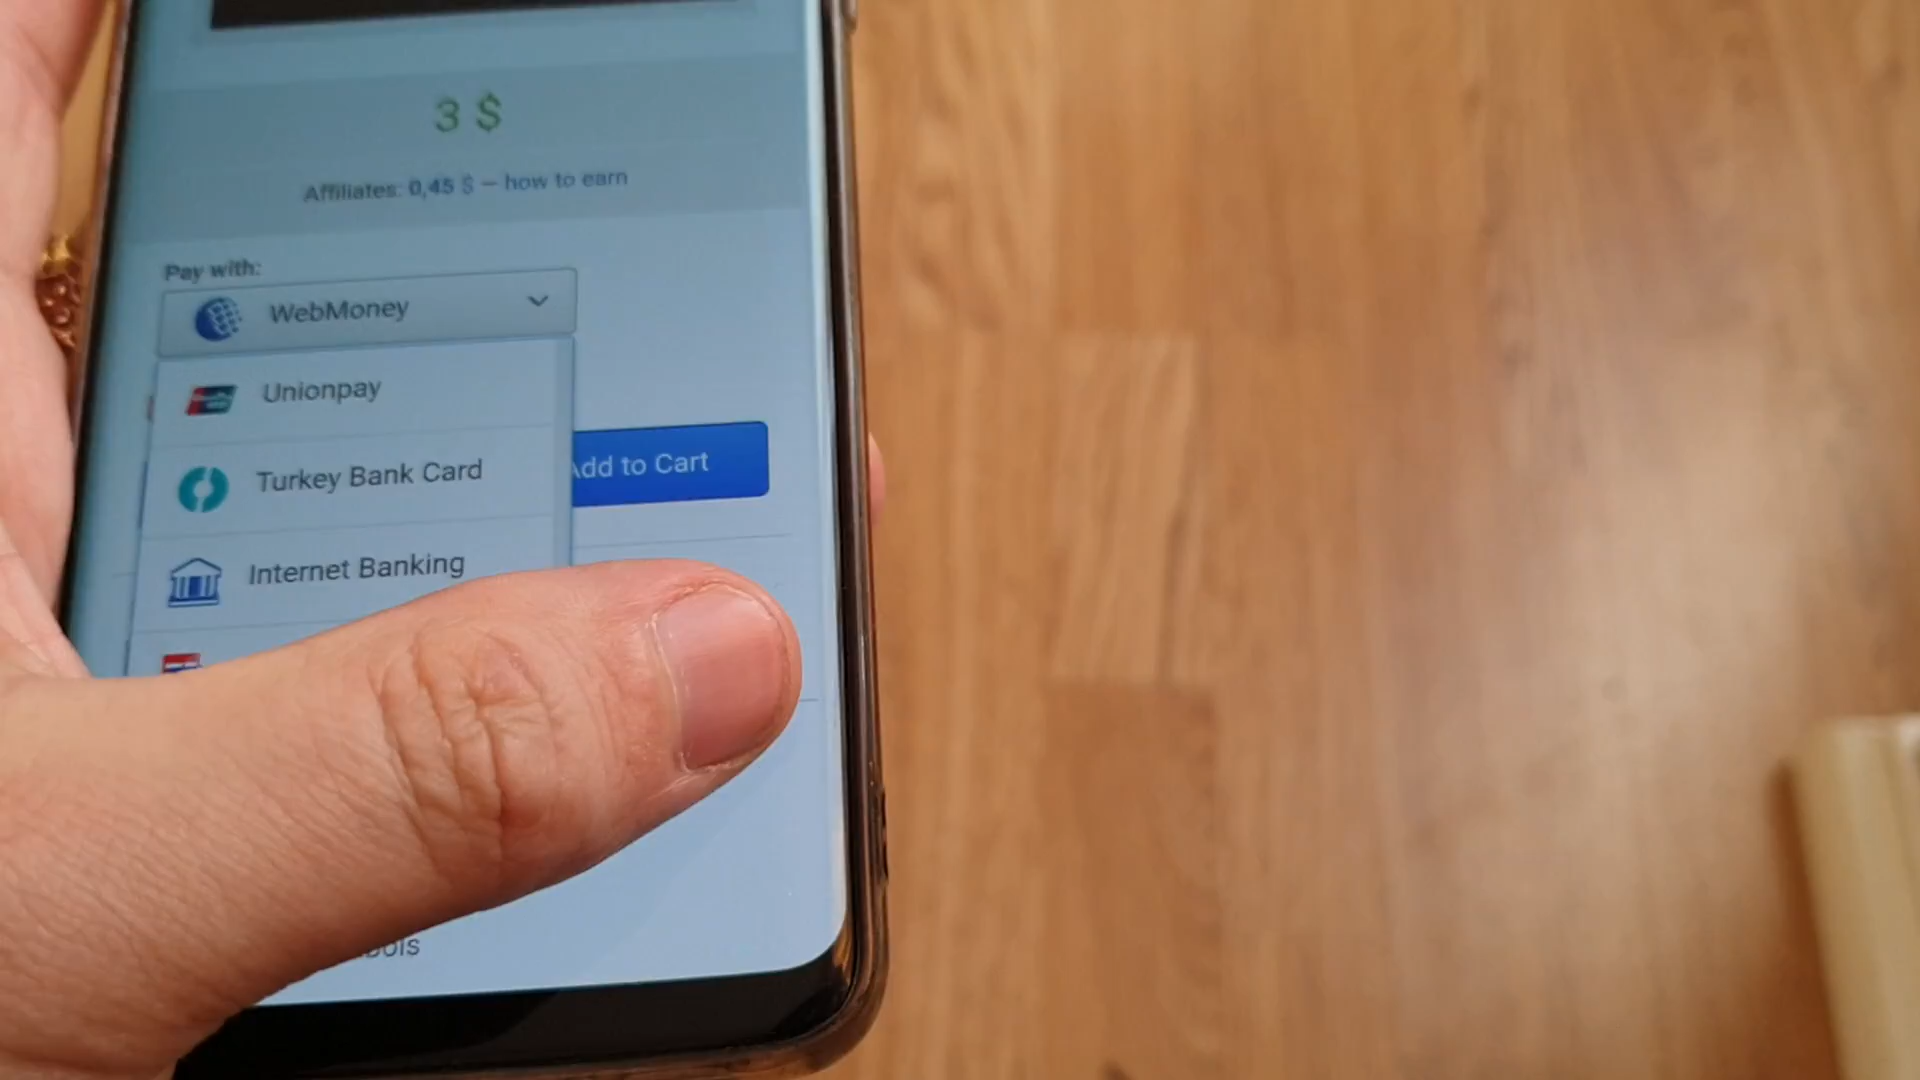 3 $
Affiliates: 0,45 $ — how to earn
Pay with:
WebMoney
Unionpay
Turkey Bank Card
Add to Cart
Internet Banking